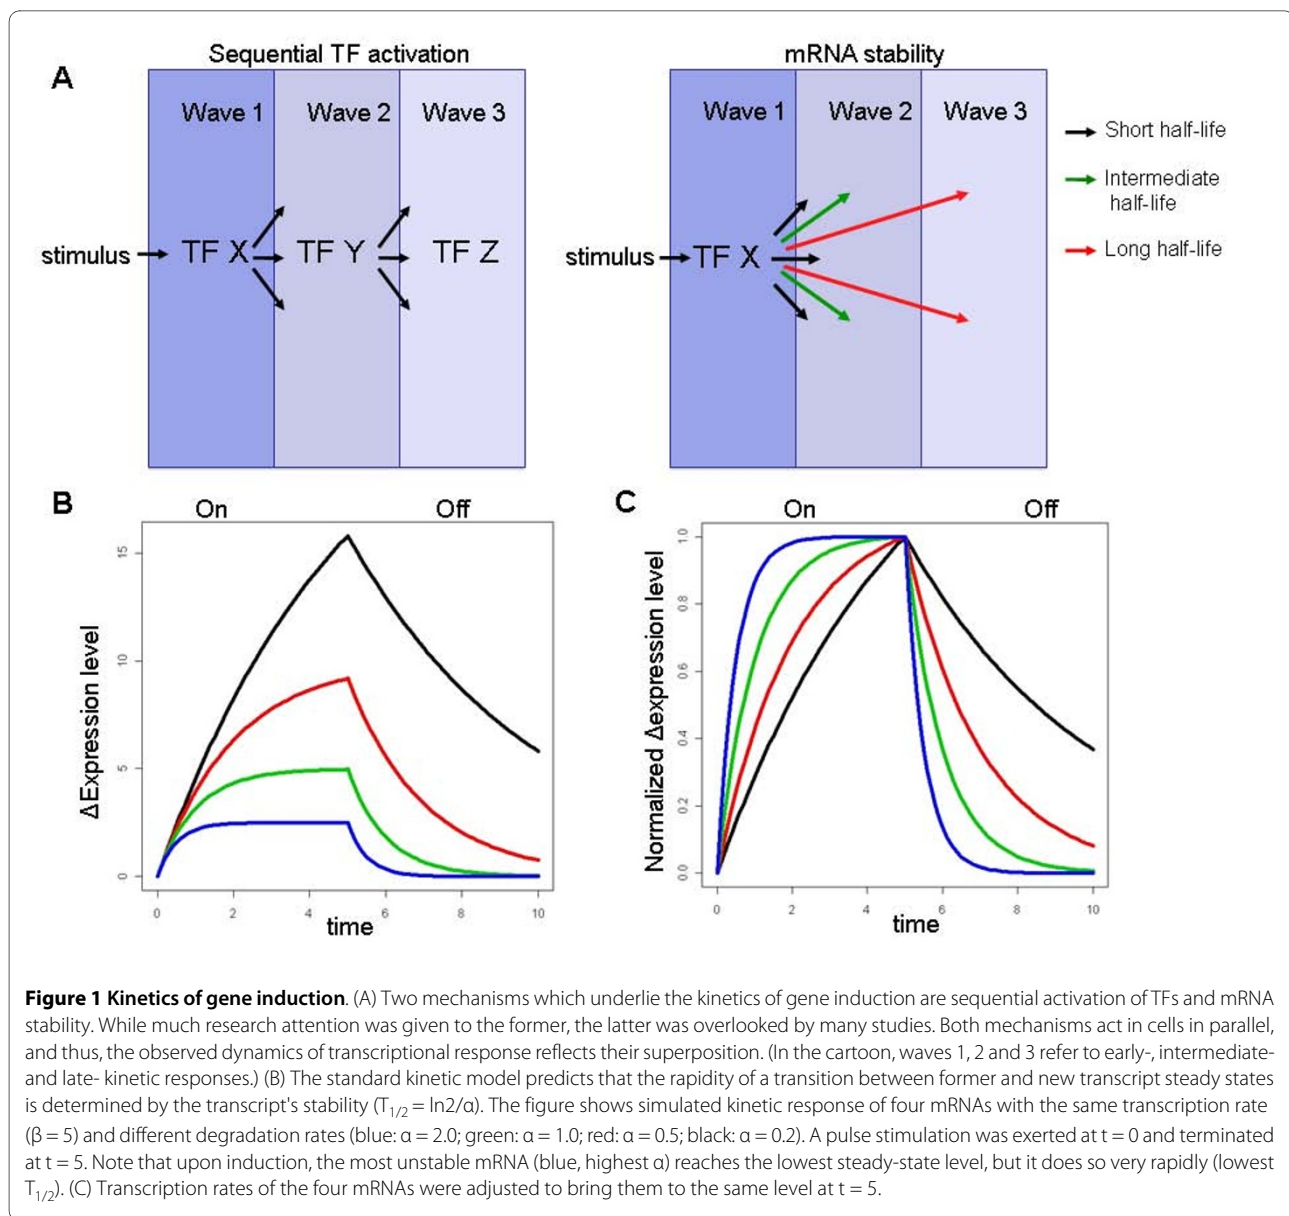 Sequential TF activation
mRNA stability
A
Wave 1
Wave 2
Wave 3
Wave 1
Wave 2
Wave 3
Short half-life
Intermediate
half-life
Long half-life
stimulus
TF X
TF Y
TF Z
stimulus
TF X
B
On
Off
C
On
Off
ΔExpression level
0
5
10
15
0
2
4
6
8
10
time
Normalized Δexpression level
0.0
0.2
0.4
0.6
0.8
1.0
0
2
4
6
8
10
time
Figure 1 Kinetics of gene induction. (A) Two mechanisms which underlie the kinetics of gene induction are sequential activation of TFs and mRNA
stability. While much research attention was given to the former, the latter was overlooked by many studies. Both mechanisms act in cells in parallel,
and thus, the observed dynamics of transcriptional response reflects their superposition. (In the cartoon, waves 1, 2 and 3 refer to early-, intermediate-
and late- kinetic responses.) (B) The standard kinetic model predicts that the rapidity of a transition between former and new transcript steady states
is determined by the transcript's stability (T1/2 = ln2/α). The figure shows simulated kinetic response of four mRNAs with the same transcription rate
(β = 5) and different degradation rates (blue: α = 2.0; green: α = 1.0; red: α = 0.5; black: α = 0.2). A pulse stimulation was exerted at t = 0 and terminated
at t = 5. Note that upon induction, the most unstable mRNA (blue, highest α) reaches the lowest steady-state level, but it does so very rapidly (lowest
T1/2). (C) Transcription rates of the four mRNAs were adjusted to bring them to the same level at t = 5.